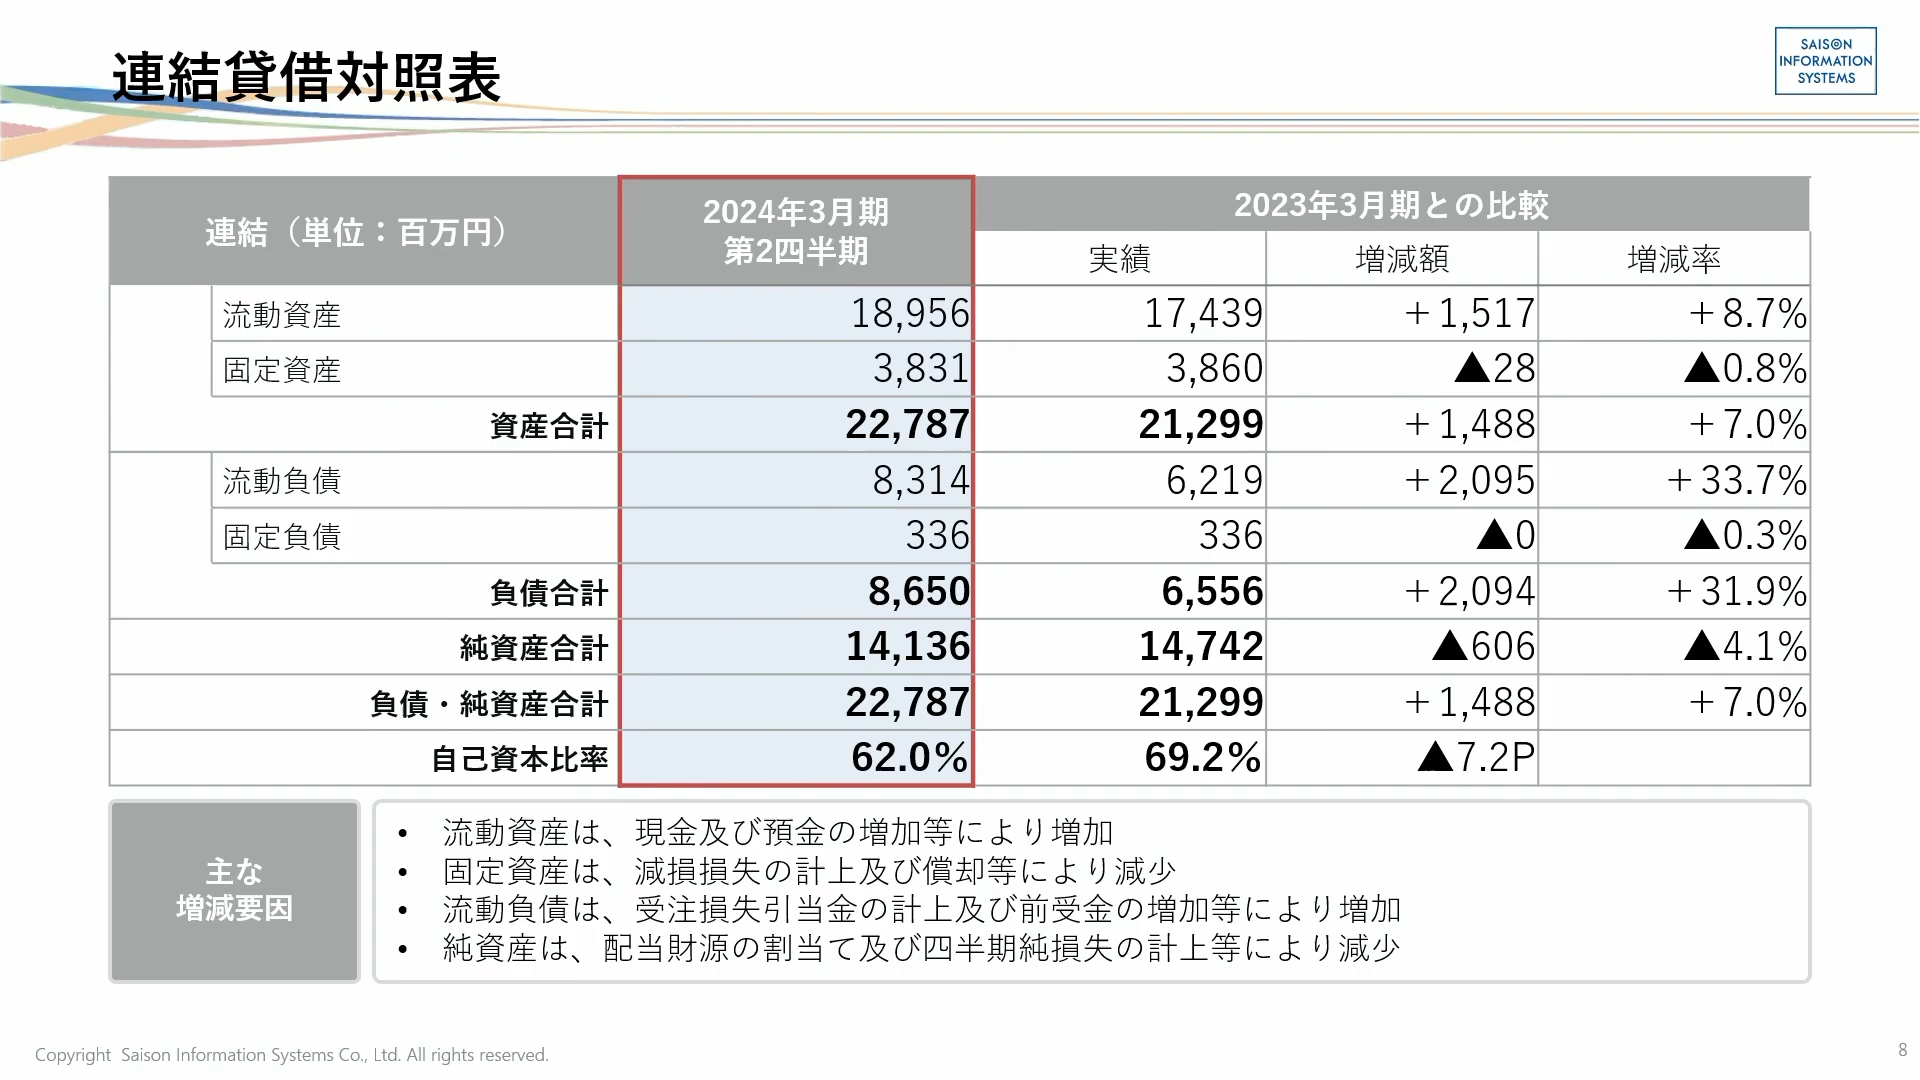 連結貸借対照表
SAISON
INFORMATION
SYSTEMS
連結（単位：百万円）
2024年3月期
第2四半期
2023年3月期との比較
実績 増減額 増減率
流動資産 18,956 17,439 ＋1,517 ＋8.7%
固定資産 3,831 3,860 ▲28 ▲0.8%
資産合計 22,787 21,299 ＋1,488 ＋7.0%
流動負債 8,314 6,219 ＋2,095 ＋33.7%
固定負債 336 336 ▲0 ▲0.3%
負債合計 8,650 6,556 ＋2,094 ＋31.9%
純資産合計 14,136 14,742 ▲606 ▲4.1%
負債・純資産合計 22,787 21,299 ＋1,488 ＋7.0%
自己資本比率 62.0% 69.2% ▲7.2P
主な
増減要因
• 流動資産は、現金及び預金の増加等により増加
• 固定資産は、減損損失の計上及び償却等により減少
• 流動負債は、受注損失引当金の計上及び前受金の増加等により増加
• 純資産は、配当財源の割当て及び四半期純損失の計上等により減少
Copyright Saison Information Systems Co., Ltd. All rights reserved.
8